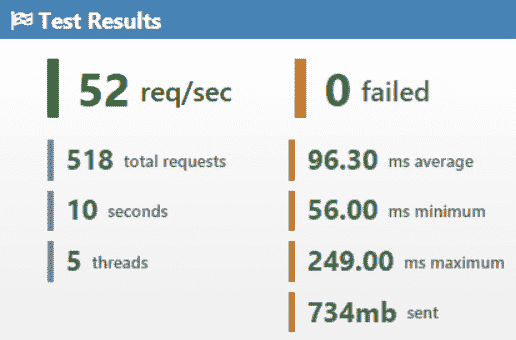 Test Results
52 req/sec
0 failed
518 total requests
96.30 ms average
10 seconds
56.00 ms minimum
5 threads
249.00 ms maximum
734mb sent